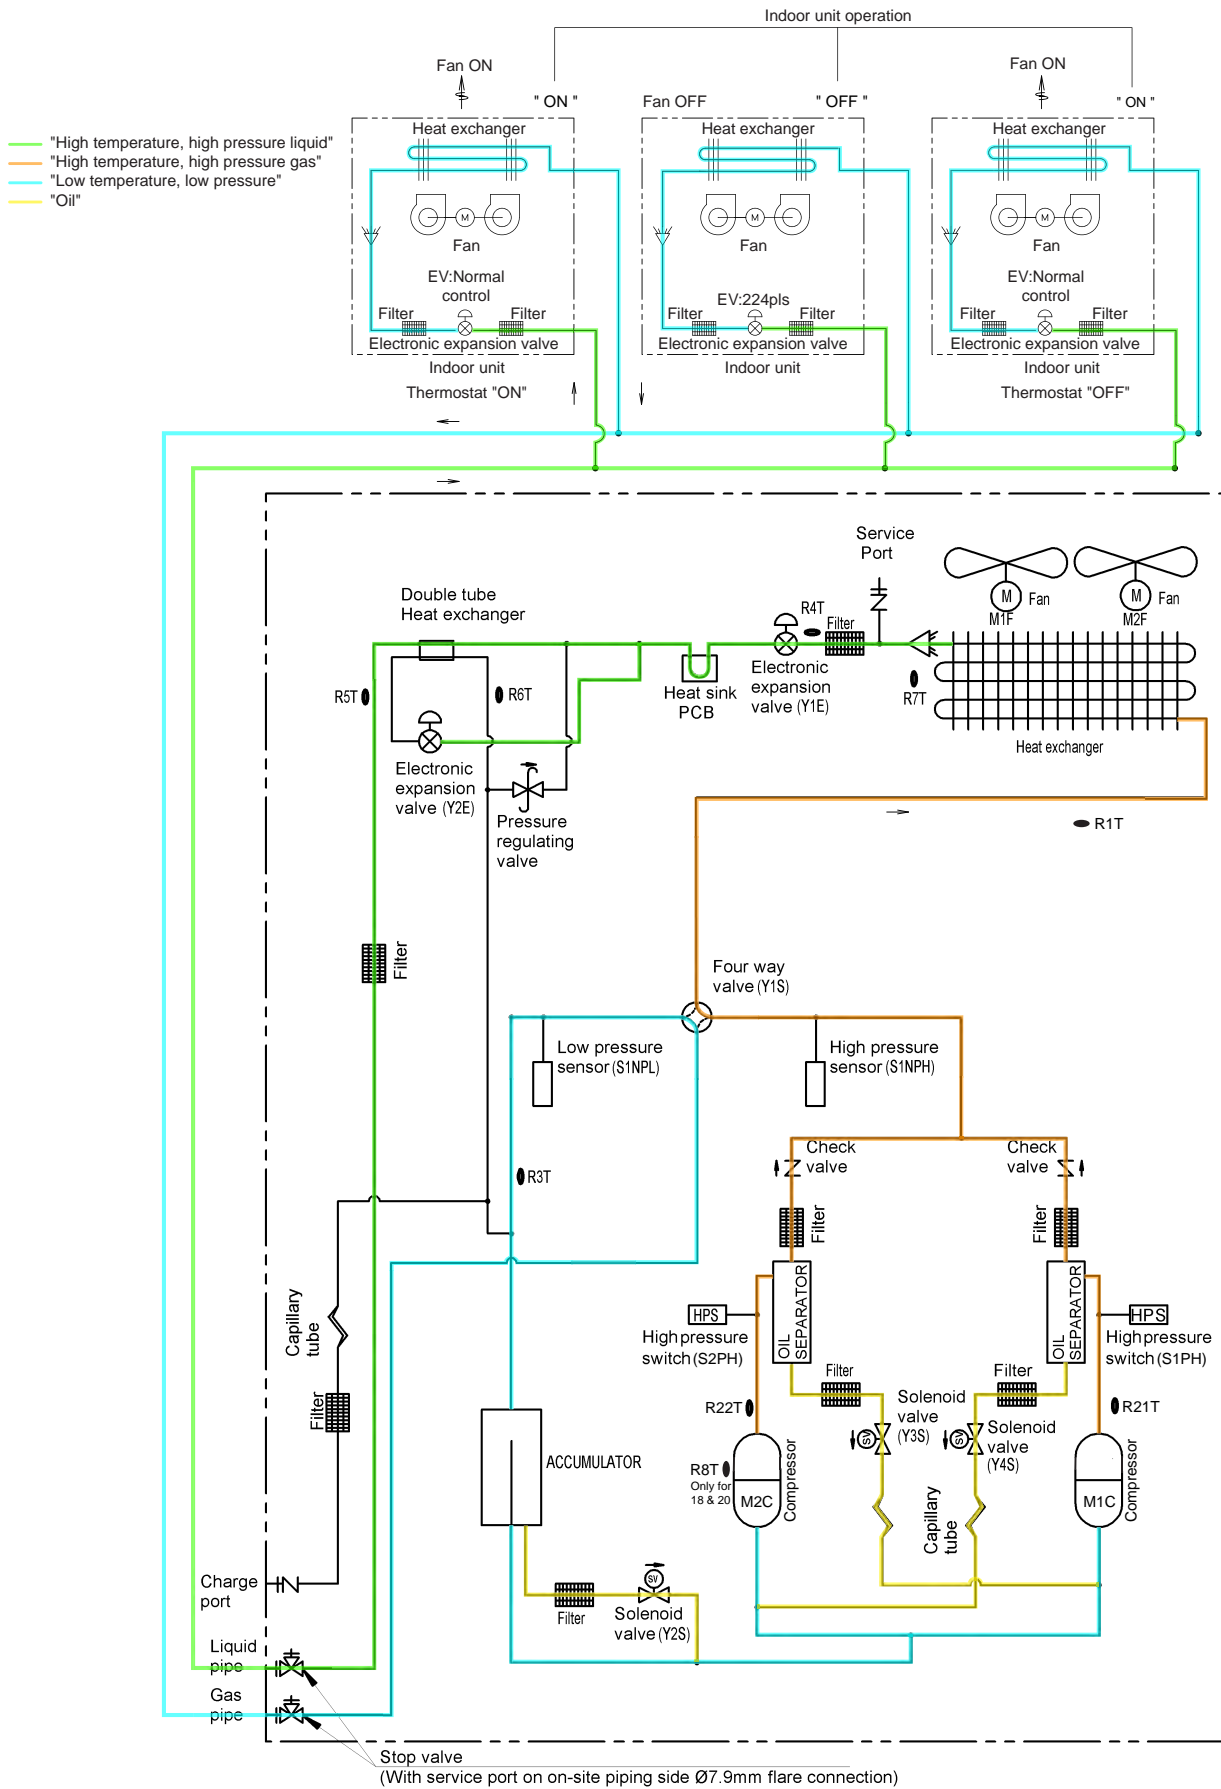 Indoor unit operation
Fan ON
" ON "
Fan OFF
" OFF "
Fan ON
" ON "
"High temperature, high pressure liquid"
"High temperature, high pressure gas"
"Low temperature, low pressure"
"Oil"
Heat exchanger
M
Fan
EV:Normal
control
Filter
Filter
Electronic expansion valve
Indoor unit
Thermostat "ON"
Heat exchanger
M
Fan
EV:224pls
Filter
Filter
Electronic expansion valve
Indoor unit
Heat exchanger
M
Fan
EV:Normal
control
Filter
Filter
Electronic expansion valve
Indoor unit
Thermostat "OFF"
Service
Port
M
Fan
M1F
M
Fan
M2F
Double tube
Heat exchanger
R4T
Filter
R5T
R6T
Heat sink
PCB
Electronic
expansion
valve (Y1E)
R7T
Heat exchanger
Electronic
expansion
valve (Y2E)
Pressure
regulating
valve
R1T
Filter
Four way
valve (Y1S)
Low pressure
sensor (S1NPL)
High pressure
sensor (S1NPH)
R3T
Check
valve
Check
valve
Filter
Filter
OIL
SEPARATOR
OIL
SEPARATOR
HPS
High pressure
switch (S2PH)
HPS
High pressure
switch (S1PH)
Capillary
tube
Filter
Filter
Filter
Solenoid
valve
(Y3S)
SV
Solenoid
valve
(Y4S)
SV
R22T
R21T
ACCUMULATOR
R8T
Only for
18 & 20
M2C
Compressor
M1C
Compressor
Capillary
tube
Charge
port
SV
Filter
Solenoid
valve (Y2S)
Liquid
pipe
Gas
pipe
Stop valve
(With service port on on-site piping side Ø7.9mm flare connection)